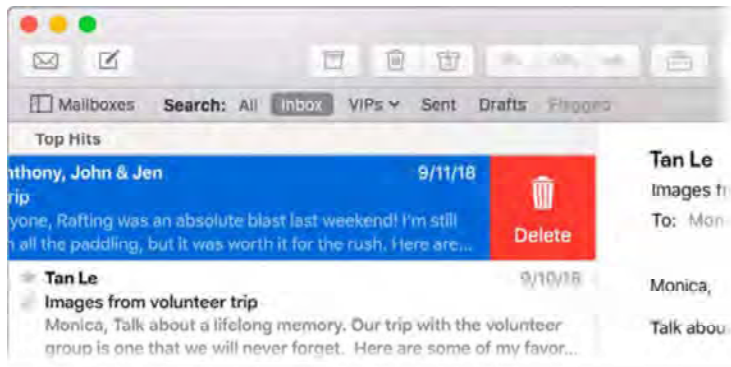 Mailboxes Search: All Inbox VIPs Sent Drafts Flagged
Top Hits
nthony, John & Jen 9/11/18
rip
yone, Rafting was an absolute blast last weekend! I'm still
n all the paddling, but it was worth it for the rush. Here are...
Delete
Tan Le 9/10/18
Images from volunteer trip
Monica, Talk about a lifelong memory. Our trip with the volunteer
group is one that we will never forget. Here are some of my favor...
Tan Le
Images fr
To: Mon
Monica,
Talk abou